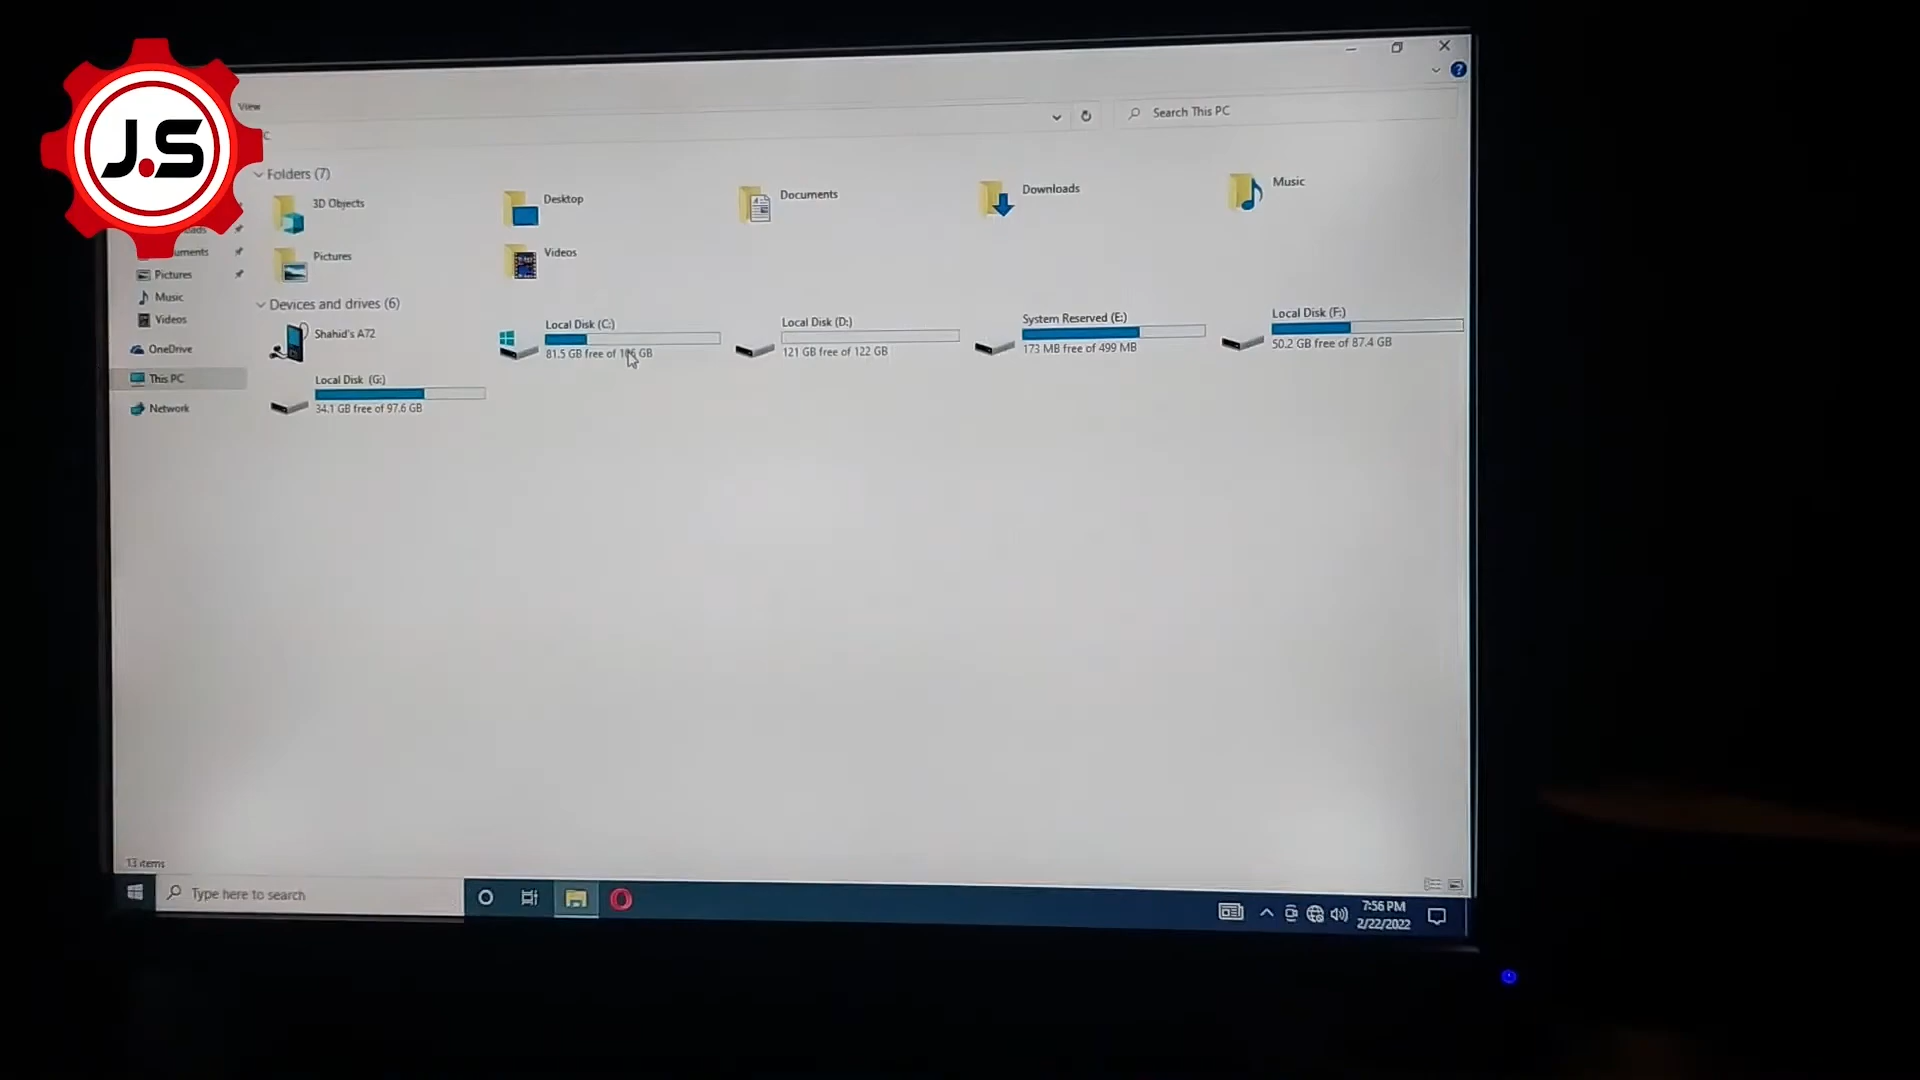 J.S
View
Search This PC
Folders (7)
3D Objects
Desktop
Documents
Downloads
Music
Pictures
Videos
Pictures
Music
Videos
OneDrive
This PC
Network
Devices and drives (6)
Shahid's A72
Local Disk (C:)
81.5 GB free of GB
Local Disk (D:)
121 GB free of 122 GB
System Reserved (E:)
173 MB free of 499 MB
Local Disk (F:)
50.2 GB free of 87.4 GB
Local Disk (G:)
34.1 GB free of 97.6 GB
13 items
Type here to search
7:56 PM
2/22/2022